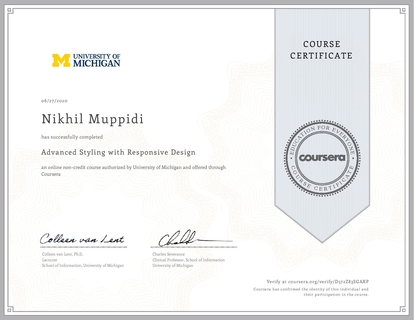 UNIVERSITY OF
MICHIGAN
COURSE
CERTIFICATE
06/27/2020
Nikhil Muppidi
has successfully completed
Advanced Styling with Responsive Design
an online non-credit course authorized by University of Michigan and offered through
Coursera
EDUCATION FOR EVERYONE
coursera
COURSE CERTIFICATE
Colleen van Lent
Colleen van Lent, Ph.D.
Lecturer
School of Information, University of Michigan
Charles Severance
Clinical Professor, School of Information
University of Michigan
Verify at coursera.org/verify/
Coursera has confirmed the identity of this individual and
their participation in the course.